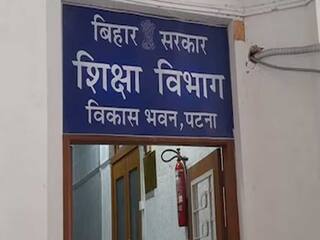 बिहार सरकार
शिक्षा विभाग
विकास भवन, पटना